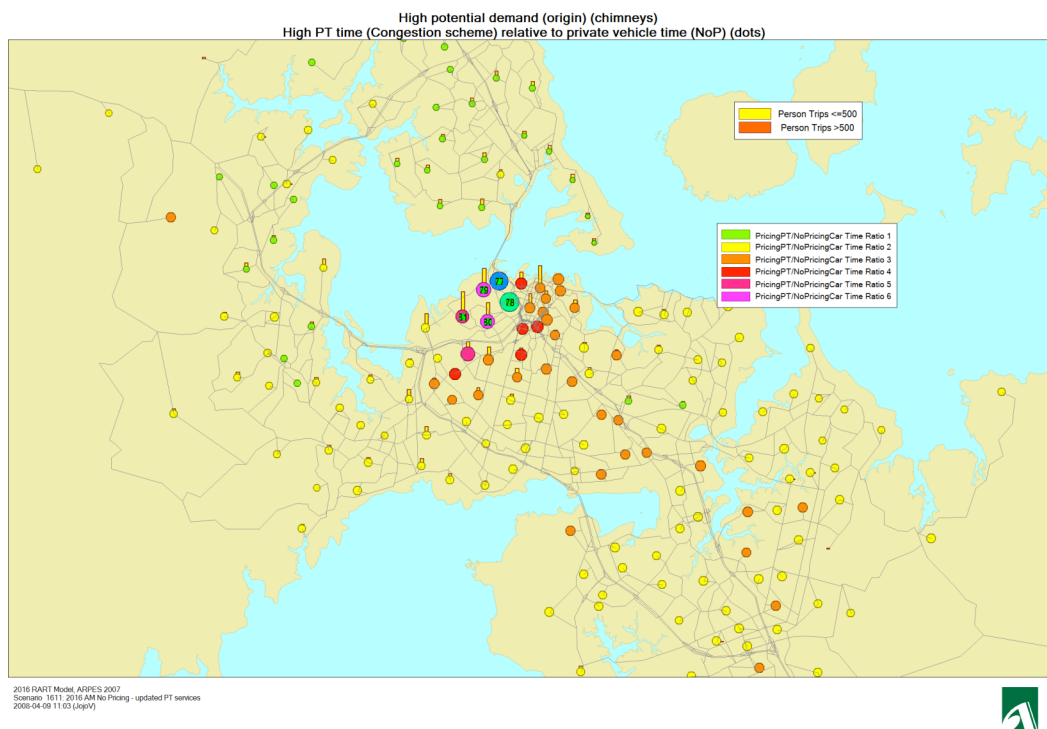 High potential demand (origin) (chimneys)
High PT time (Congestion scheme) relative to private vehicle time (NoP) (dots)
Person Trips <=500
Person Trips >500
PricingPT/NoPricingCar Time Ratio 1
PricingPT/NoPricingCar Time Ratio 2
PricingPT/NoPricingCar Time Ratio 3
PricingPT/NoPricingCar Time Ratio 4
PricingPT/NoPricingCar Time Ratio 5
PricingPT/NoPricingCar Time Ratio 6
79
81
80
2016 RART Model, ARPES 2007
Scenario 1611: 2016 AM No Pricing - updated PT services
2008-04-09 11:03 (JojoV)